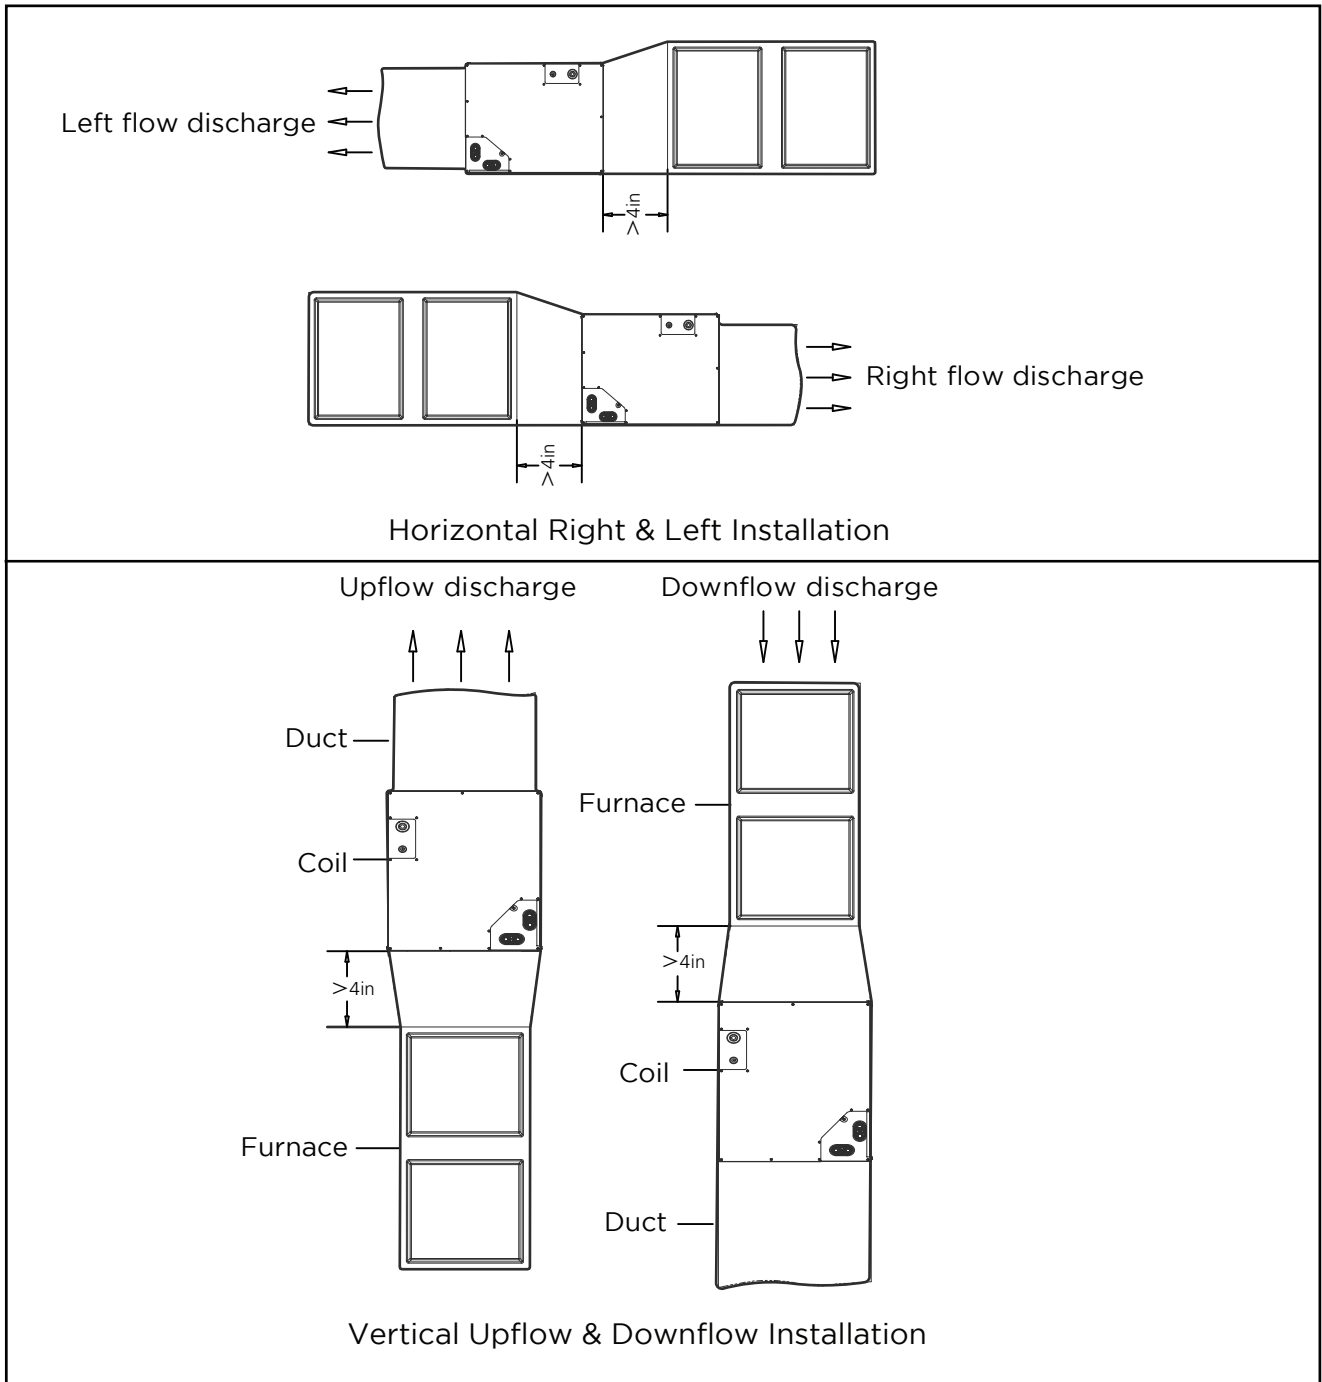 Left flow discharge
>4in
Right flow discharge
>4in
Horizontal Right & Left Installation
Upflow discharge
Downflow discharge
Duct
Furnace
Coil
>4in
>4in
Coil
Furnace
Duct
Vertical Upflow & Downflow Installation